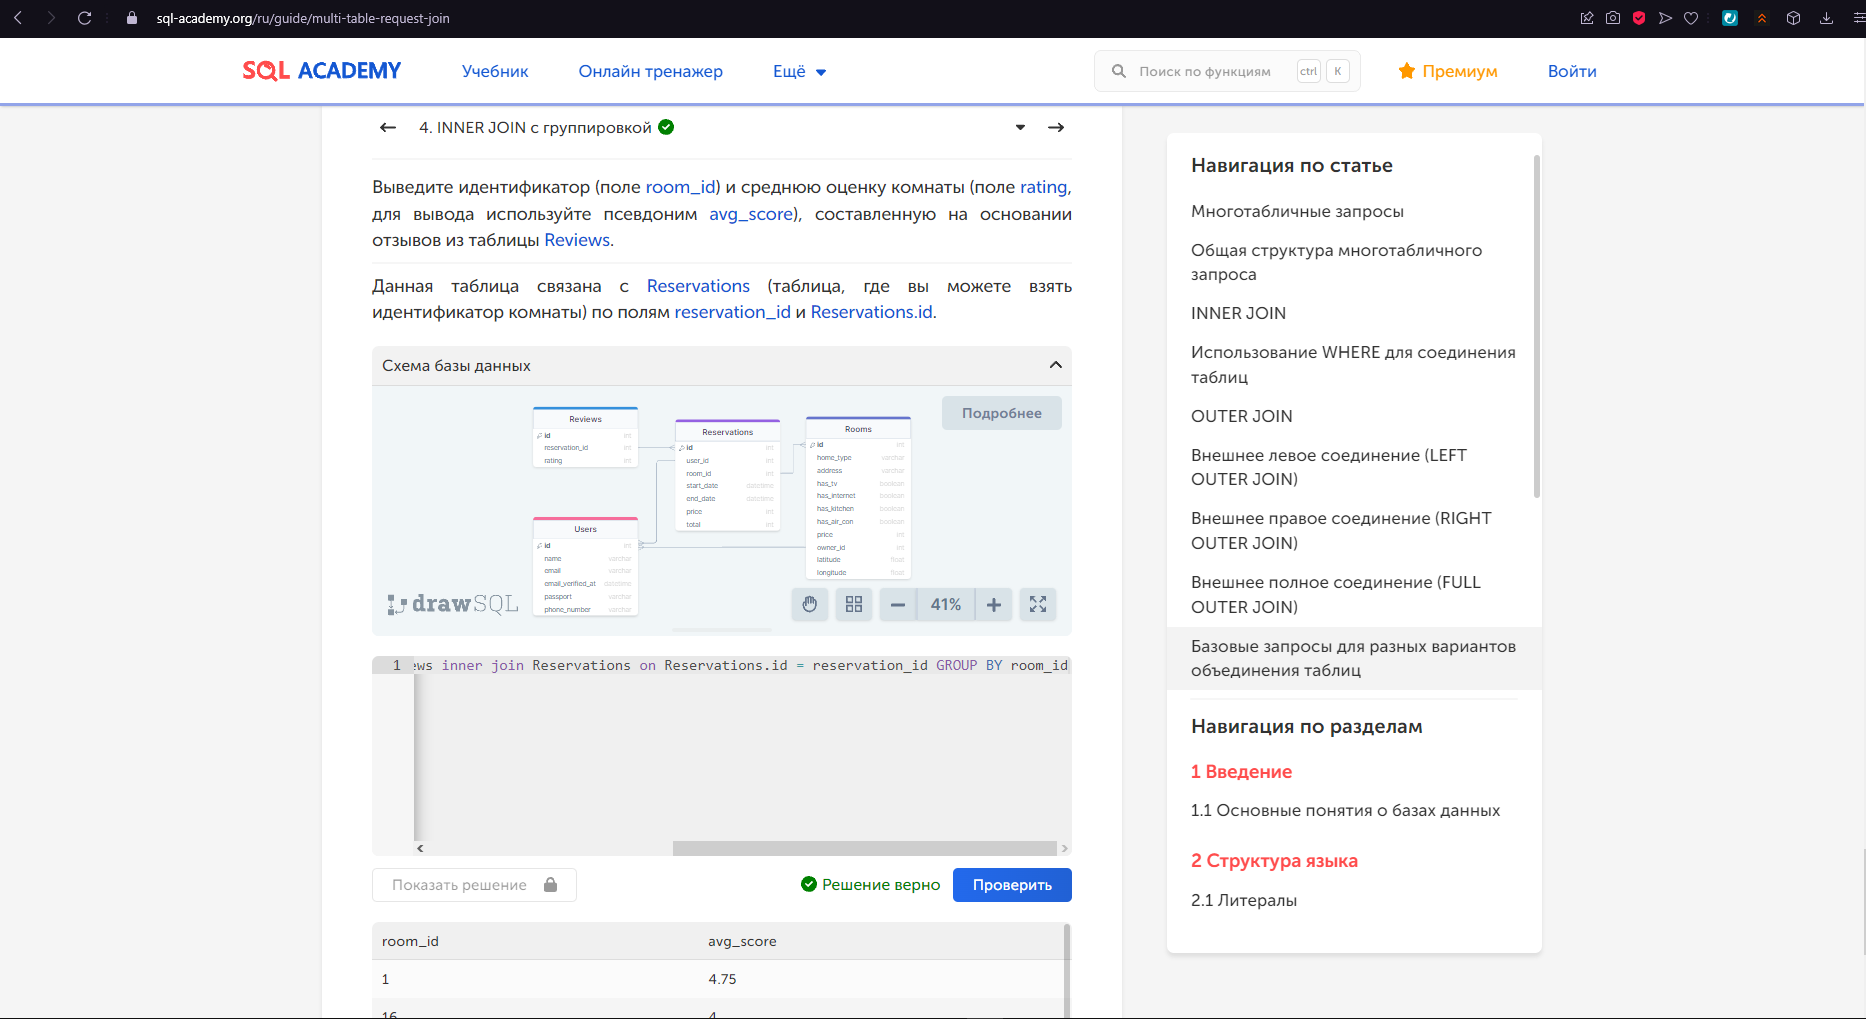 sql-academy.org/ru/guide/multi-table-request-join
SQL ACADEMY
Учебник
Онлайн тренажер
Ещё
Поиск по функциям
ctrl
K
Премиум
Войти
4. INNER JOIN с группировкой
Выведите идентификатор (поле room_id) и среднюю оценку комнаты (поле rating,
для вывода используйте псевдоним avg_score), составленную на основании
отзывов из таблицы Reviews.
Данная таблица связана с Reservations (таблица, где вы можете взять
идентификатор комнаты) по полям reservation_id и Reservations.id.
Схема базы данных
Подробнее
Reviews
id int
reservation_id int
rating int
Reservations
id int
user_id int
room_id int
start_date datetime
end_date datetime
price int
total int
Rooms
id int
home_type varchar
address varchar
has_tv boolean
has_internet boolean
has_kitchen boolean
has_air_con boolean
price int
owner_id int
latitude float
longitude float
Users
id int
name varchar
email varchar
email_verified_at datetime
passport varchar
phone_number varchar
drawSQL
41%
1 ews inner join Reservations on Reservations.id = reservation_id GROUP BY room_id
Показать решение
Решение верно
Проверить
room_id avg_score
1 4.75
16 4
Навигация по статье
Многотабличные запросы
Общая структура многотабличного
запроса
INNER JOIN
Использование WHERE для соединения
таблиц
OUTER JOIN
Внешнее левое соединение (LEFT
OUTER JOIN)
Внешнее правое соединение (RIGHT
OUTER JOIN)
Внешнее полное соединение (FULL
OUTER JOIN)
Базовые запросы для разных вариантов
объединения таблиц
Навигация по разделам
1 Введение
1.1 Основные понятия о базах данных
2 Структура языка
2.1 Литералы